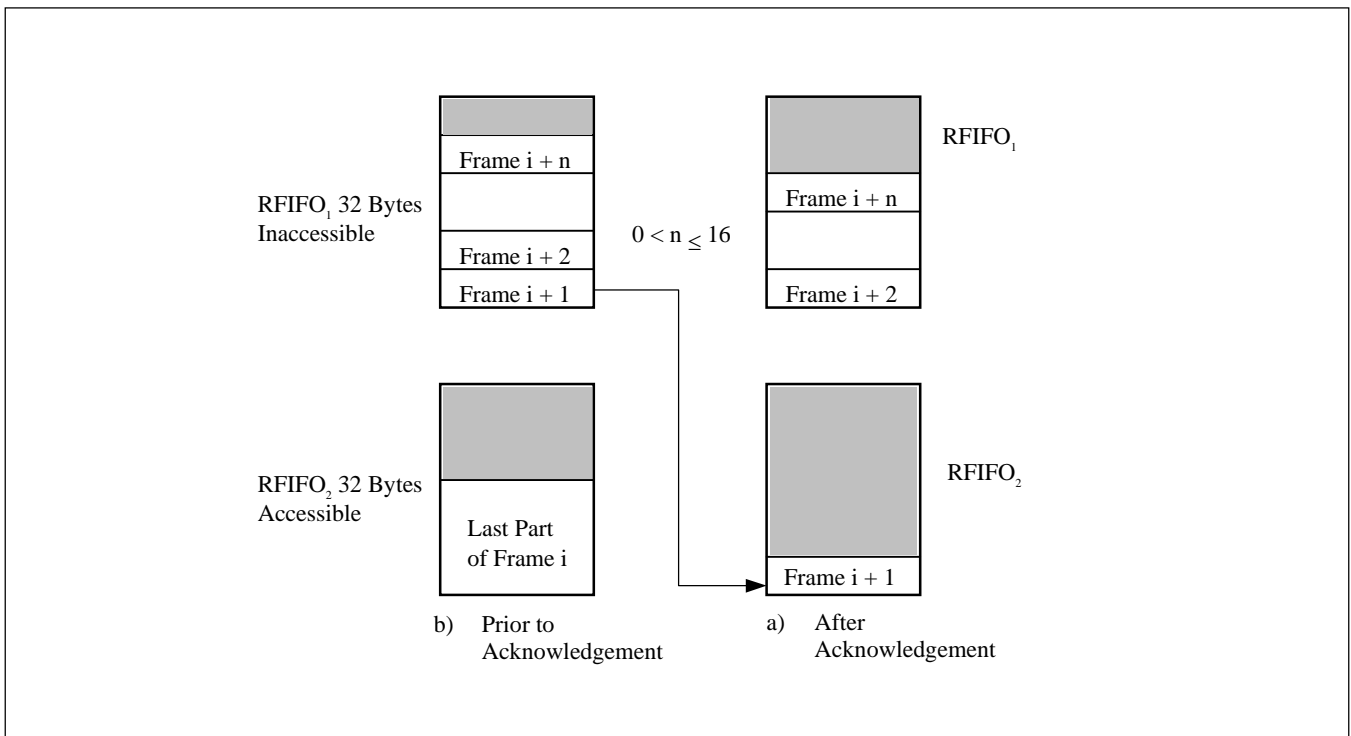 Frame i + n
RFIFO₁ 32 Bytes
Inaccessible
Frame i + 2
Frame i + 1
0 < n ≤ 16
RFIFO₁
Frame i + n
Frame i + 2
RFIFO₂ 32 Bytes
Accessible
Last Part
of Frame i
RFIFO₂
Frame i + 1
b) Prior to
Acknowledgement
a) After
Acknowledgement